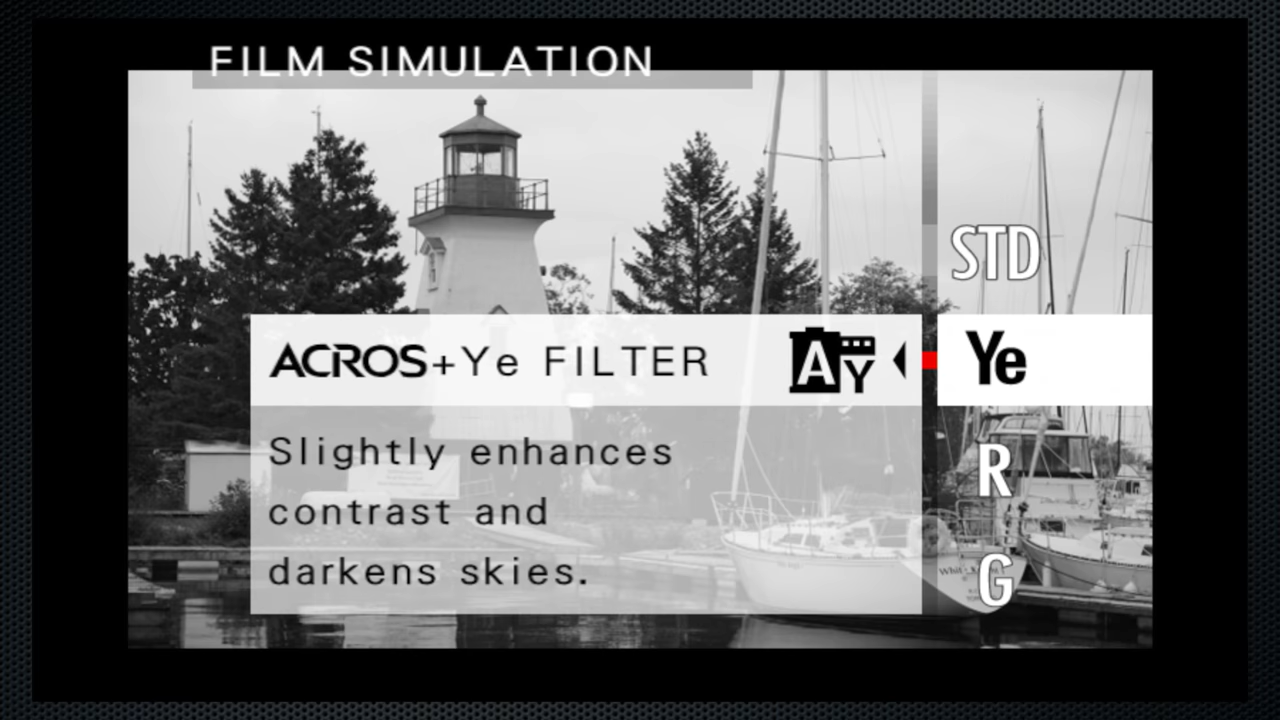 FILM SIMULATION
STD
ACROS+Ye FILTER
A
Y
Ye
Slightly enhances
contrast and
darkens skies.
R
G